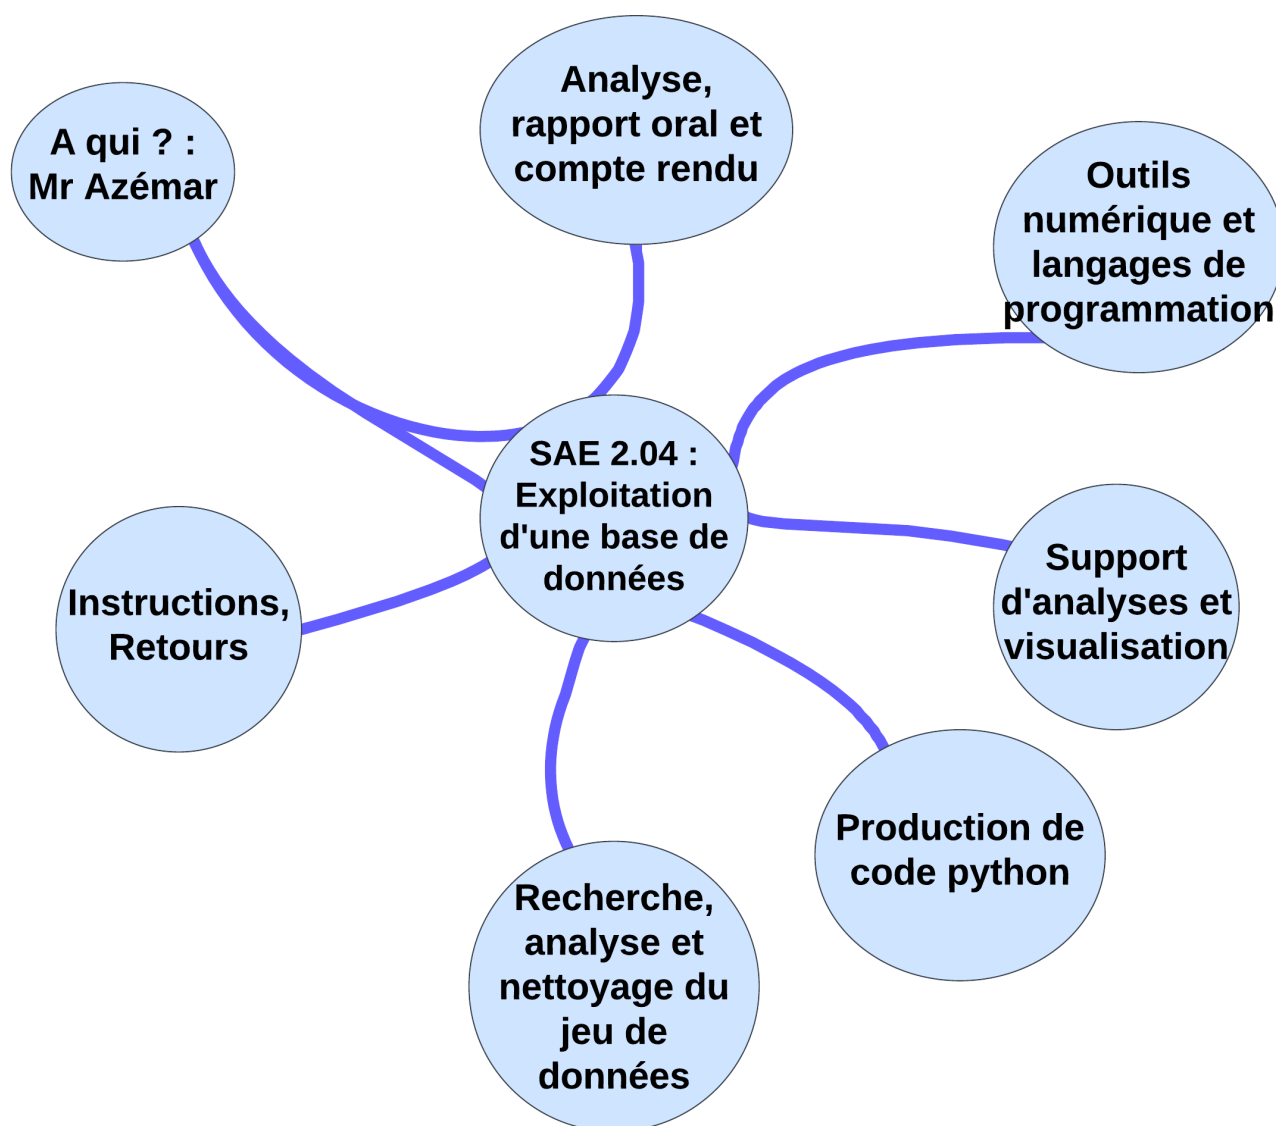 A qui ? :
Mr Azémar
Analyse,
rapport oral et
compte rendu
Outils
numérique et
langages de
programmation
SAE 2.04 :
Exploitation
d'une base de
données
Instructions,
Retours
Support
d'analyses et
visualisation
Production de
code python
Recherche,
analyse et
nettoyage du
jeu de
données